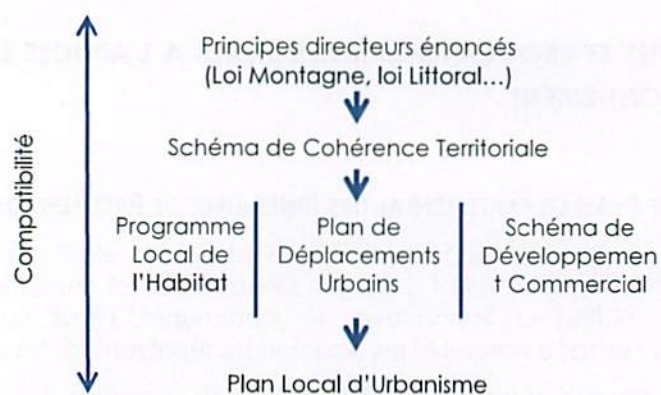 Principes directeurs énoncés
(Loi Montagne, loi Littoral...)
Schéma de Cohérence Territoriale
Programme
Local de
l'Habitat
Plan de
Déplacements
Urbains
Schéma de
Développemen
t Commercial
Plan Local d'Urbanisme
Compatibilité